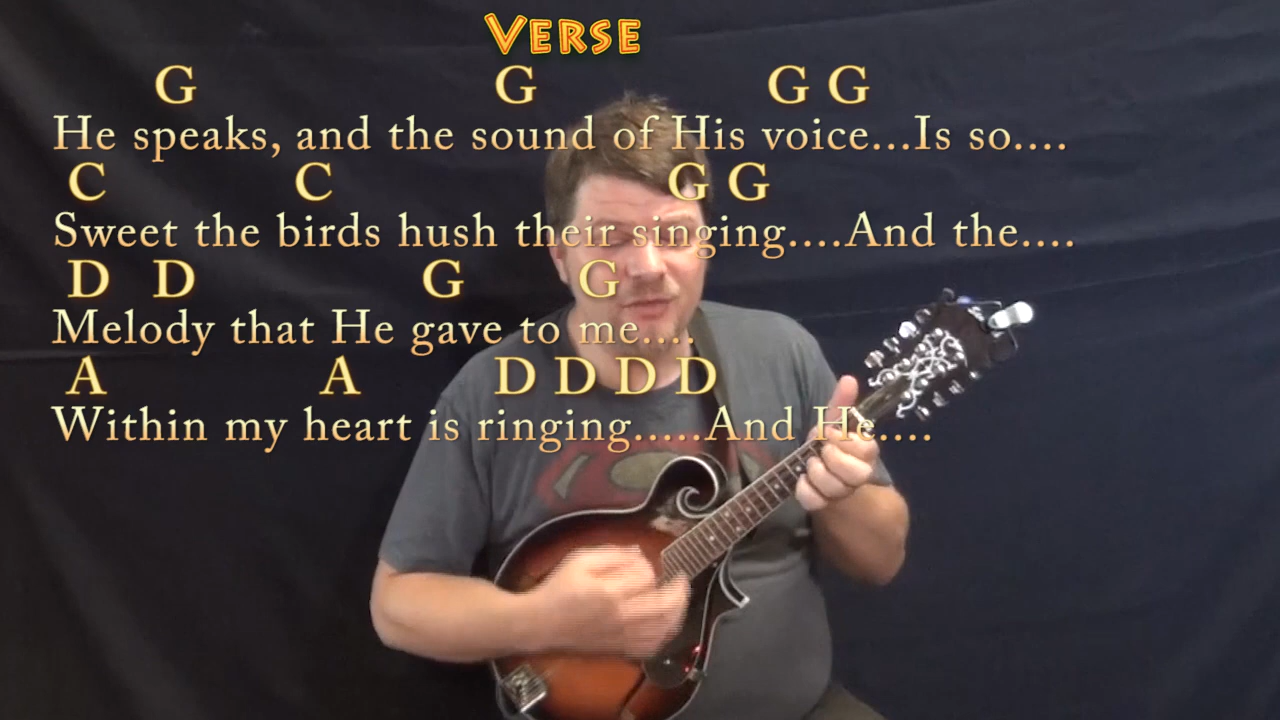 VERSE
G G G G
He speaks, and the sound of His voice...Is so....
C C G G
Sweet the birds hush their singing....And the....
D D G G
Melody that He gave to me....
A A D D D D
Within my heart is ringing.....And He....